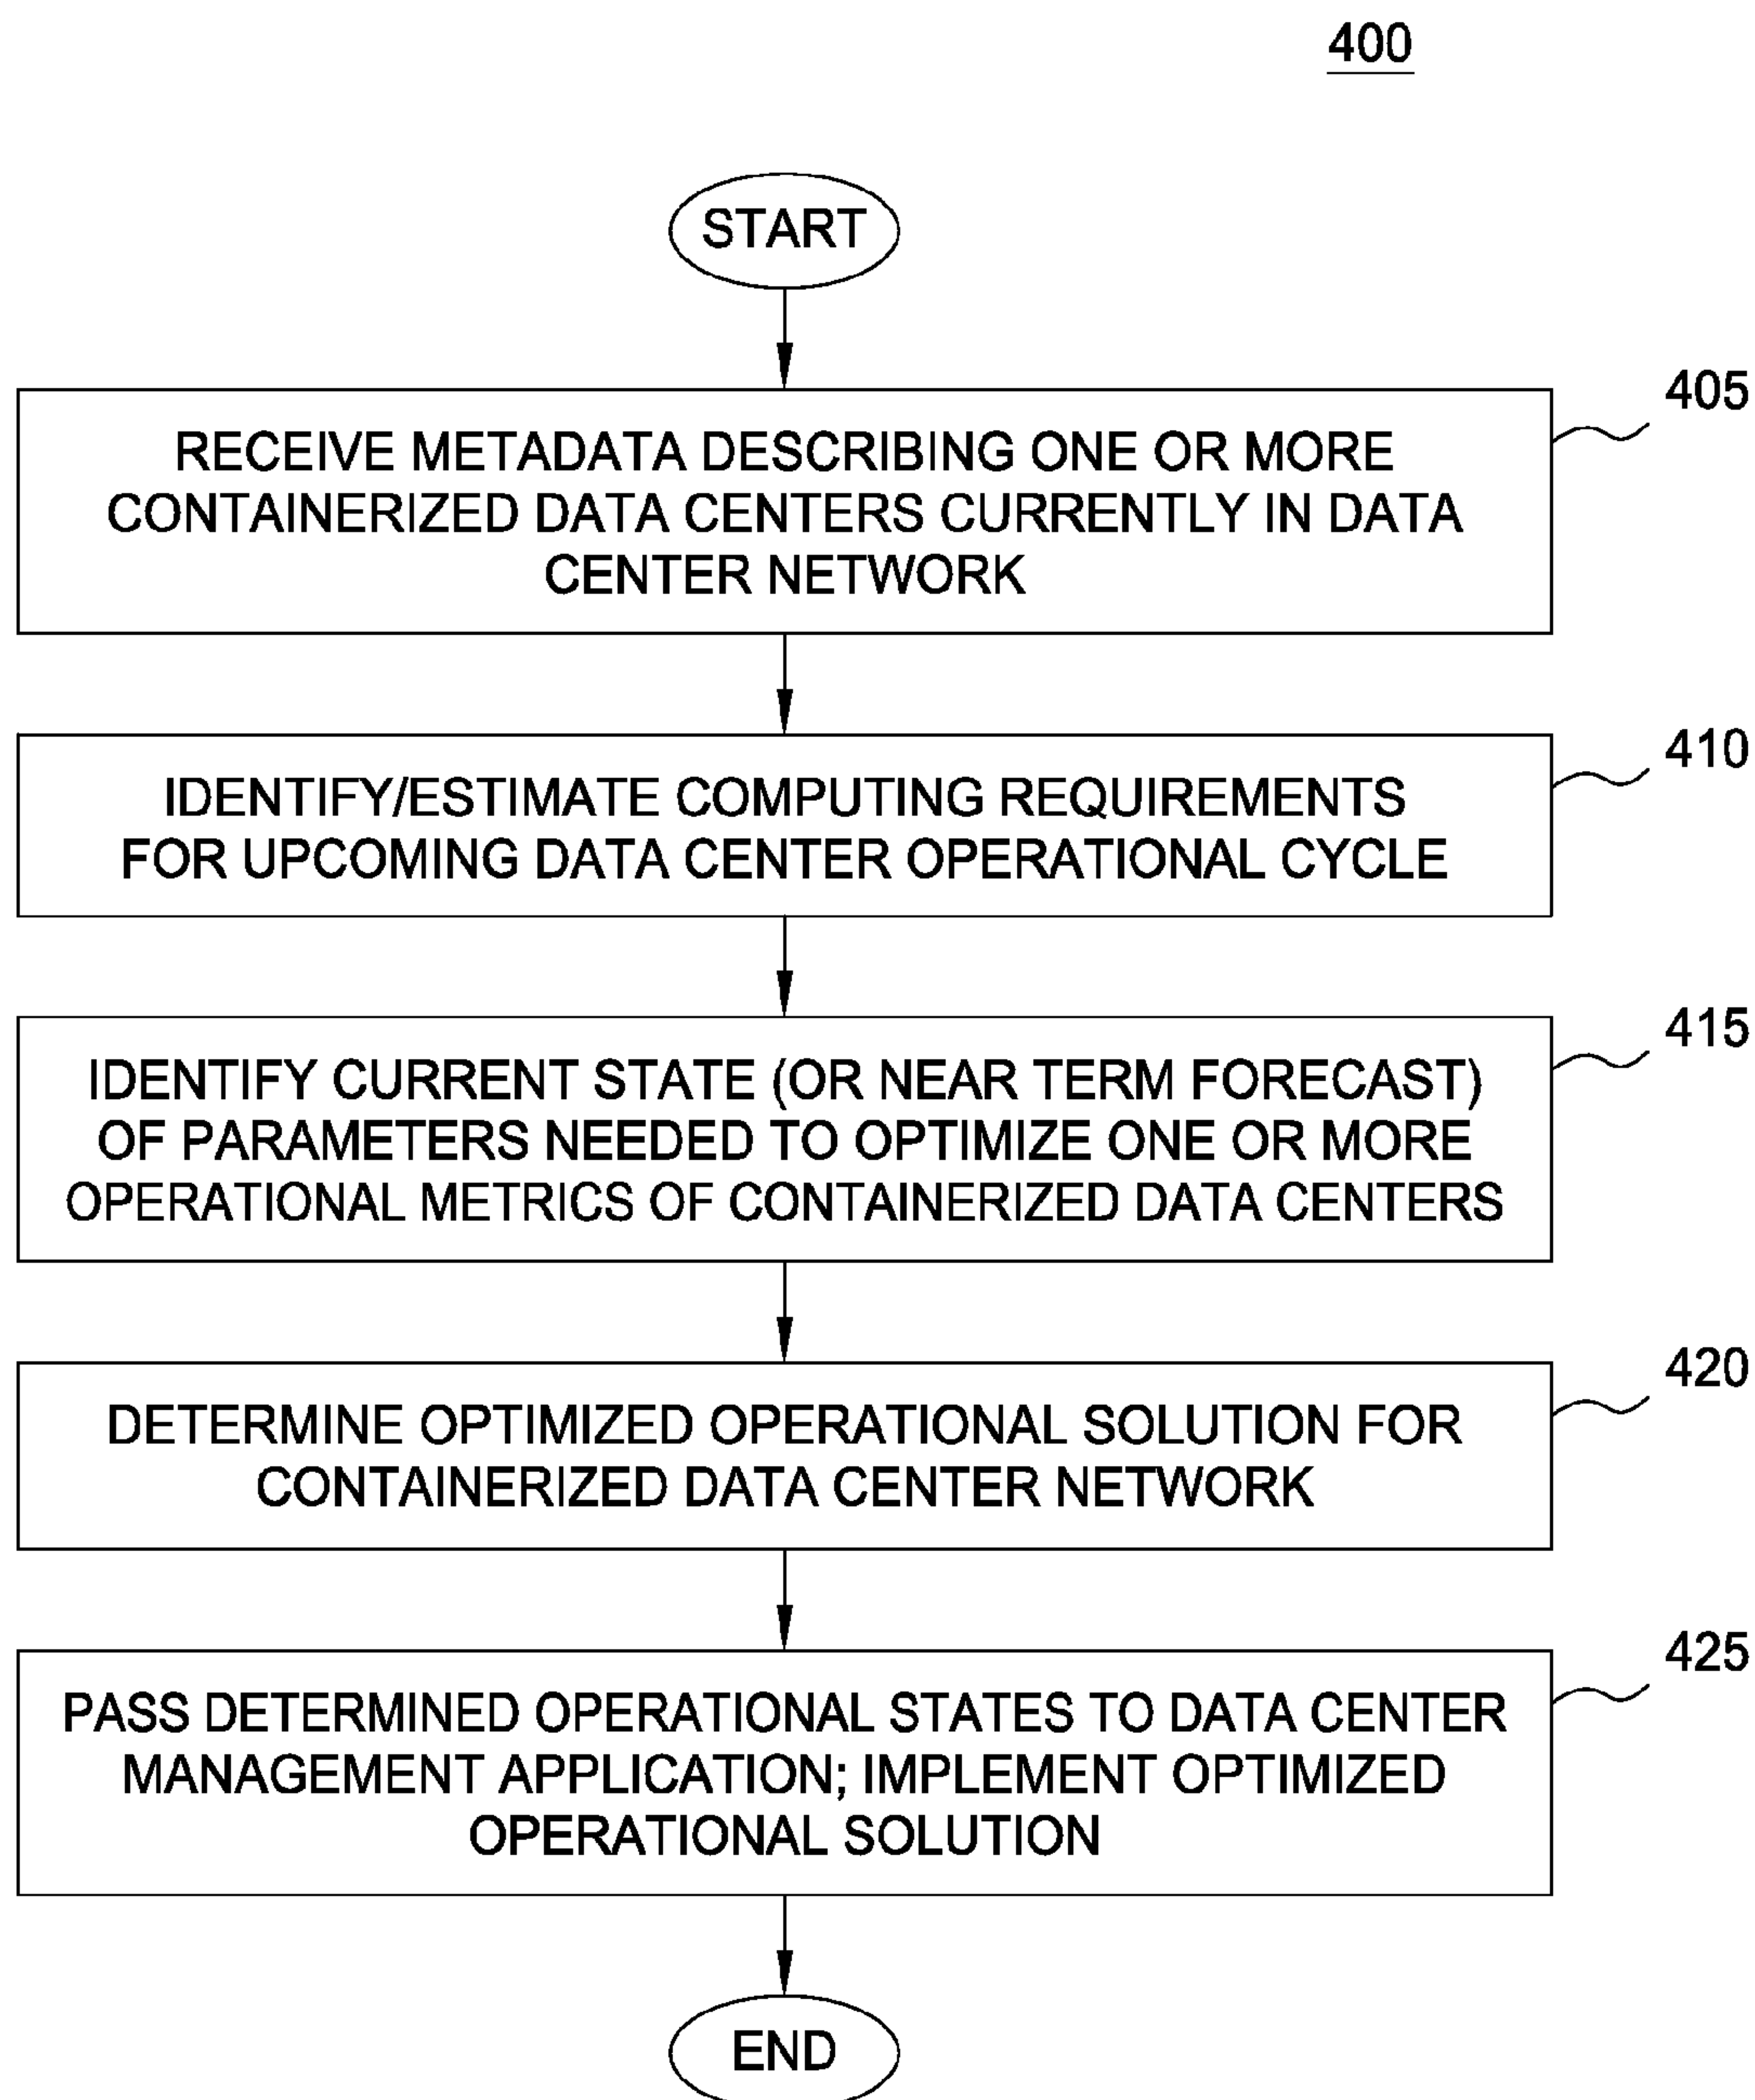 400
START
405
RECEIVE METADATA DESCRIBING ONE OR MORE
CONTAINERIZED DATA CENTERS CURRENTLY IN DATA
CENTER NETWORK
410
IDENTIFY/ESTIMATE COMPUTING REQUIREMENTS
FOR UPCOMING DATA CENTER OPERATIONAL CYCLE
415
IDENTIFY CURRENT STATE (OR NEAR TERM FORECAST)
OF PARAMETERS NEEDED TO OPTIMIZE ONE OR MORE
OPERATIONAL METRICS OF CONTAINERIZED DATA CENTERS
420
DETERMINE OPTIMIZED OPERATIONAL SOLUTION FOR
CONTAINERIZED DATA CENTER NETWORK
425
PASS DETERMINED OPERATIONAL STATES TO DATA CENTER
MANAGEMENT APPLICATION; IMPLEMENT OPTIMIZED
OPERATIONAL SOLUTION
END